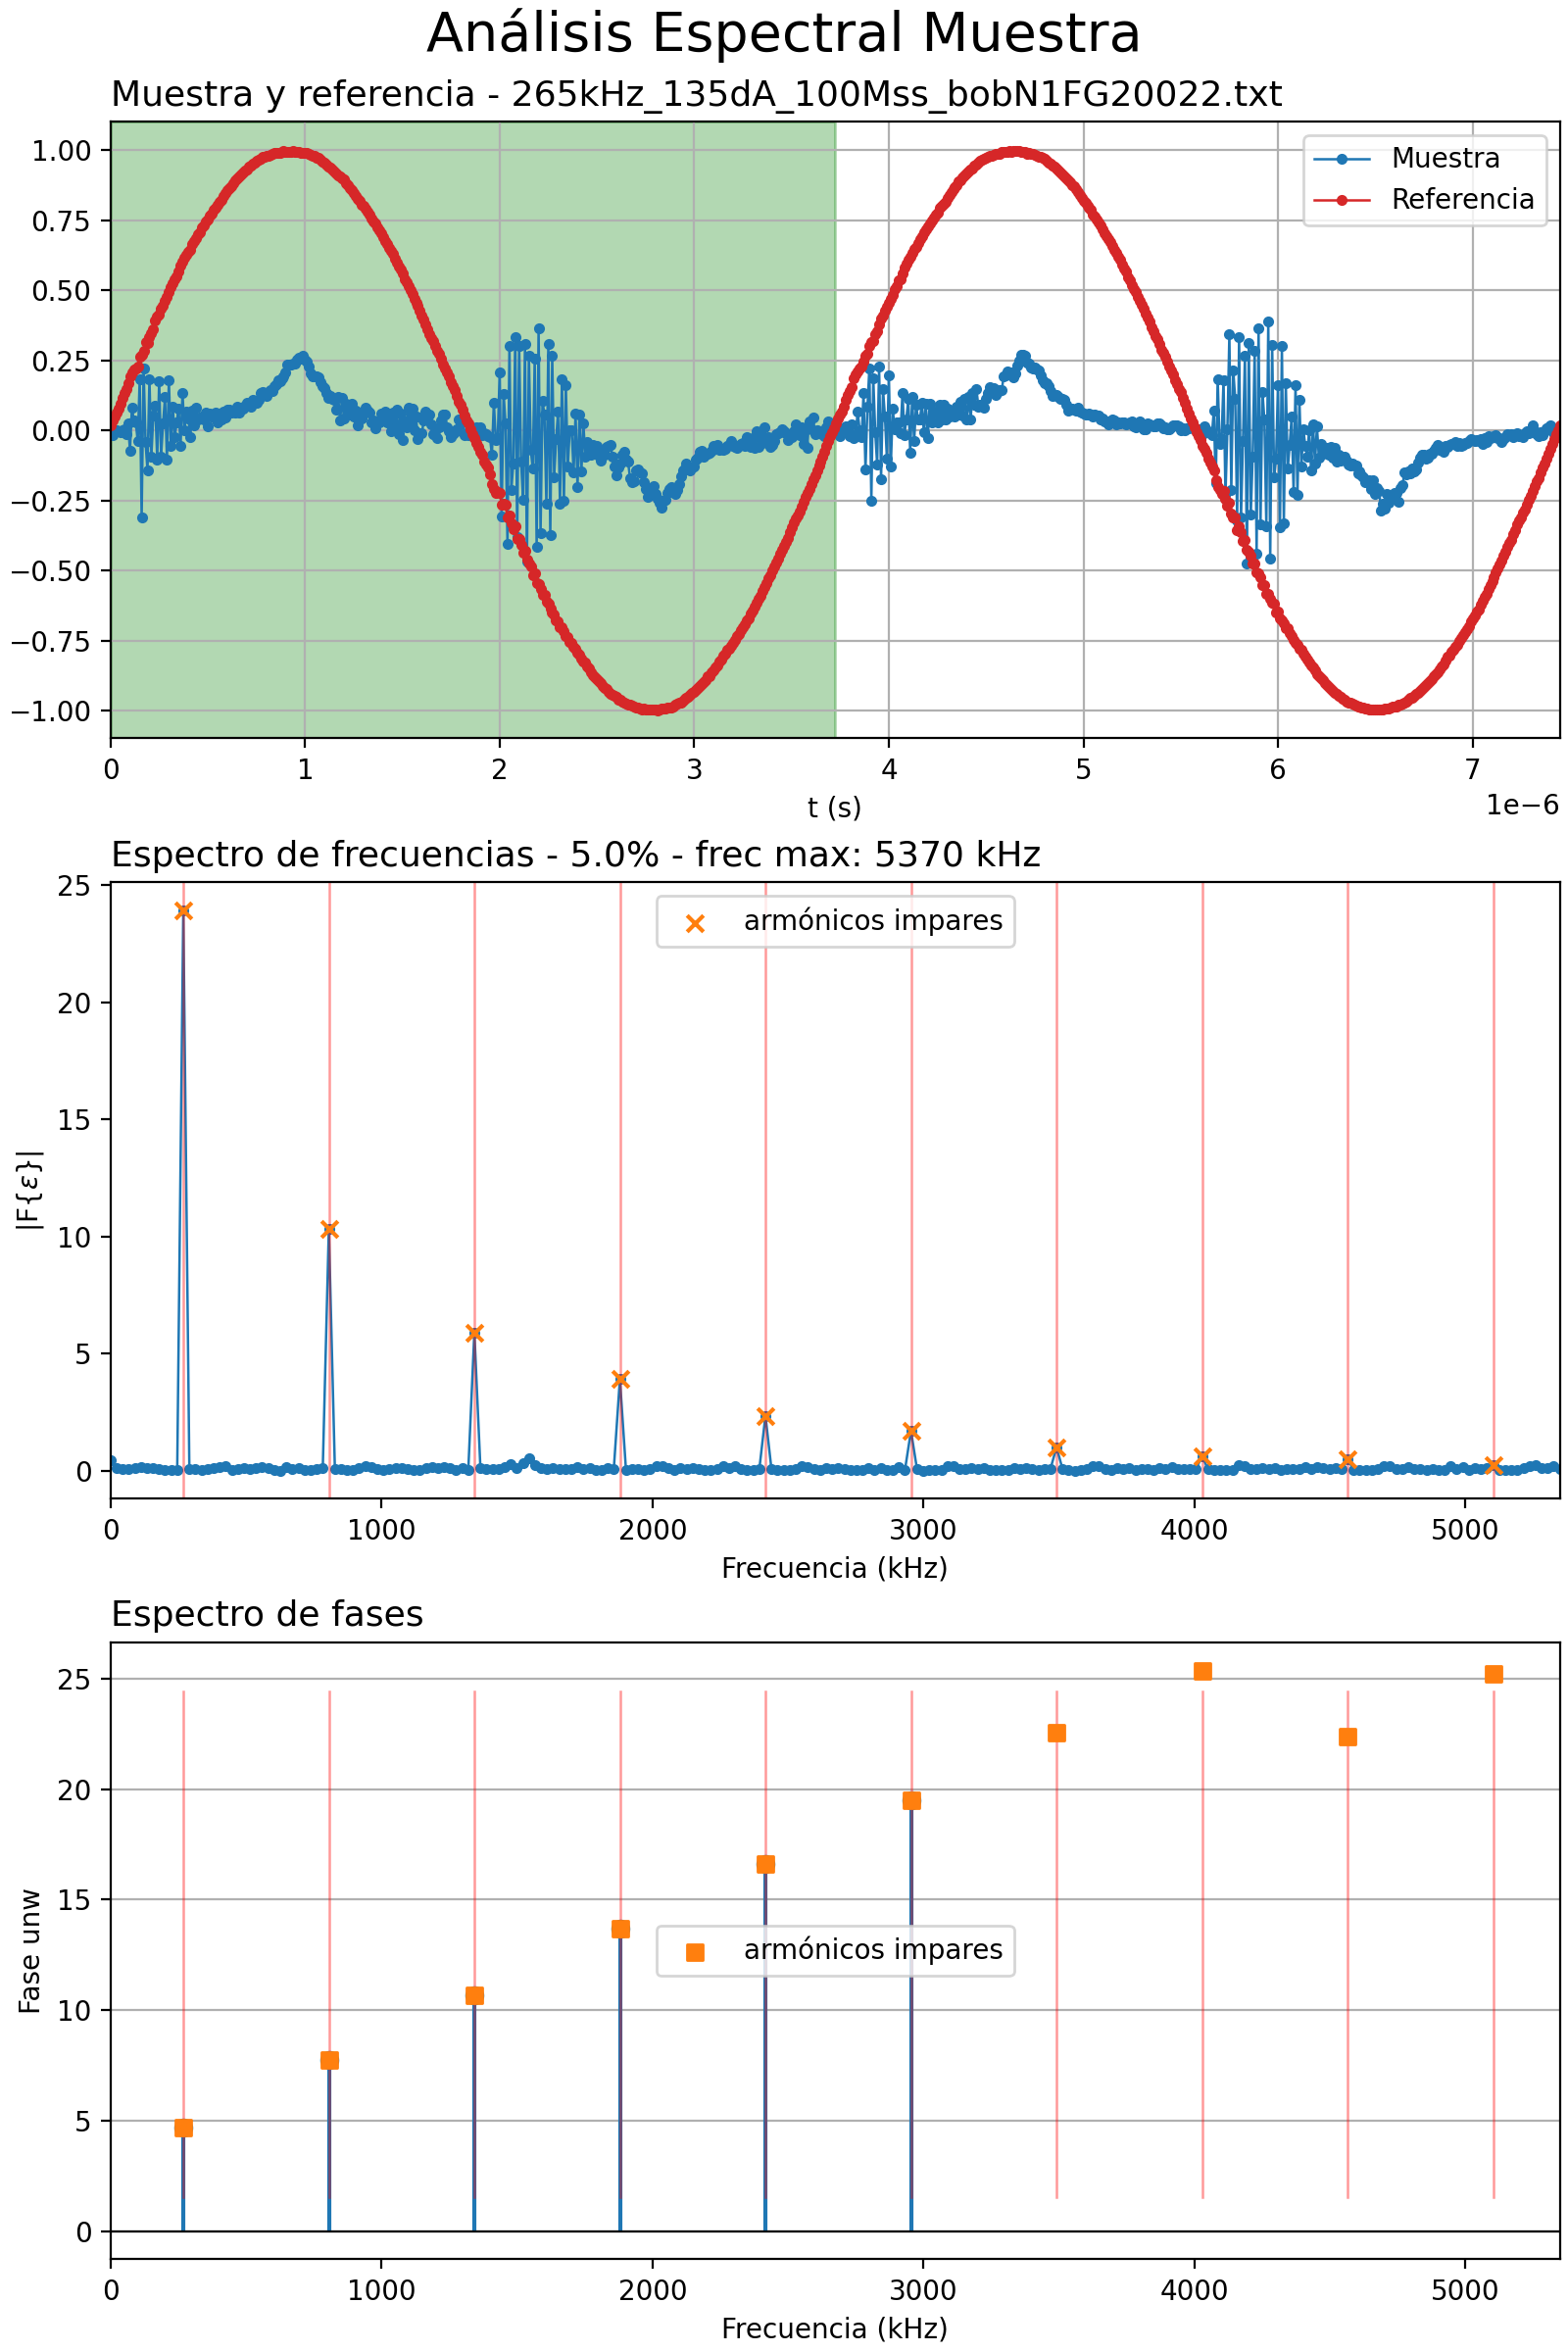 Análisis Espectral Muestra
Muestra y referencia - 265kHz_135dA_100Mss_bobN1FG20022.txt
1.00
0.75
0.50
0.25
0.00
−0.25
−0.50
−0.75
−1.00
Muestra
Referencia
0 1 2 3 4 5 6 7
t (s)
1e−6
Espectro de frecuencias - 5.0% - frec max: 5370 kHz
25
20
15
10
5
0
|F{ε}|
armónicos impares
0 1000 2000 3000 4000 5000
Frecuencia (kHz)
Espectro de fases
25
20
15
10
5
0
Fase unw
armónicos impares
0 1000 2000 3000 4000 5000
Frecuencia (kHz)